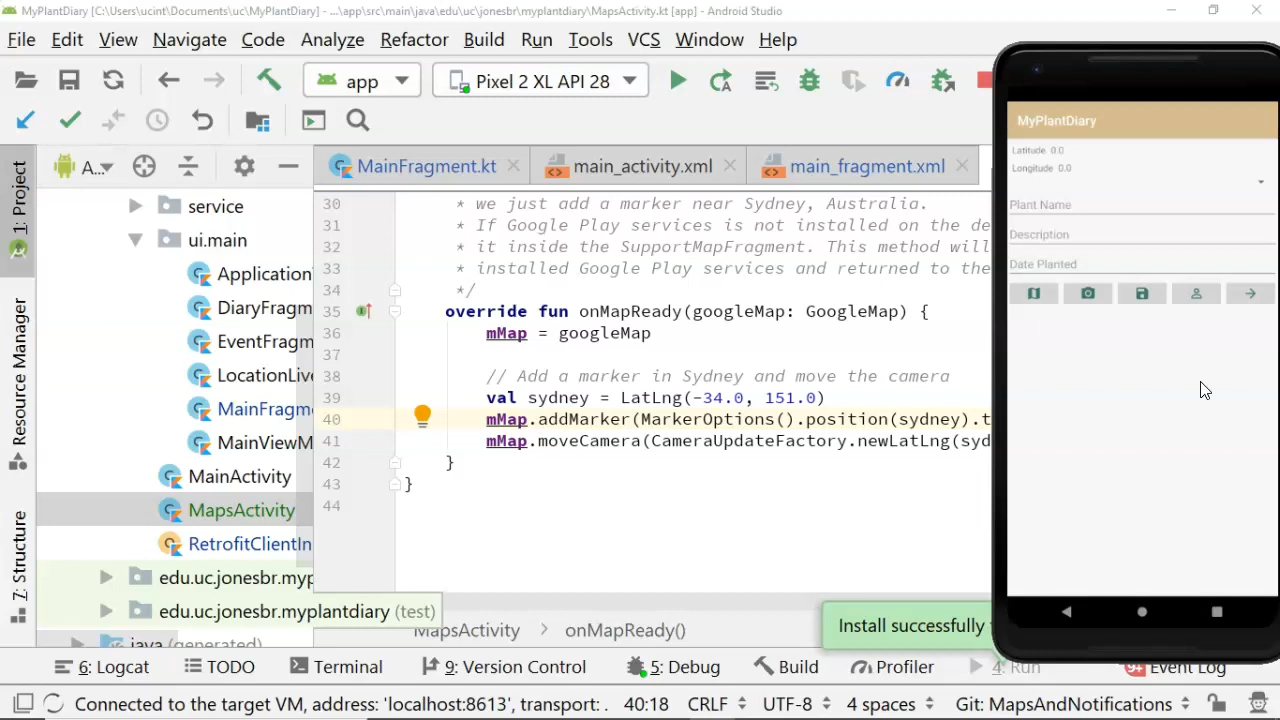 MyPlantDiary [C:\Users\ucint\Documents\uc\MyPlantDiary] - ...\app\src\main\java\edu\uc\jonesbr\myplantdiary\MapsActivity.kt [app] - Android Studio
File Edit View Navigate Code Analyze Refactor Build Run Tools VCS Window Help
app Pixel 2 XL API 28
A...
MainFragment.kt main_activity.xml main_fragment.xml
1: Project
Resource Manager
7: Structure
service
ui.main
Application
DiaryFragm
EventFragm
LocationLive
MainFragme
MainViewM
MainActivity
MapsActivity
RetrofitClientIn
edu.uc.jonesbr.myp
edu.uc.jonesbr.myplantdiary (test)
java (generated)
30 * we just add a marker near Sydney, Australia.
31 * If Google Play services is not installed on the de
32 * it inside the SupportMapFragment. This method will
33 * installed Google Play services and returned to the
34 */
35 override fun onMapReady(googleMap: GoogleMap) {
36 mMap = googleMap
37
38 // Add a marker in Sydney and move the camera
39 val sydney = LatLng(-34.0, 151.0)
40 mMap.addMarker(MarkerOptions().position(sydney).t
41 mMap.moveCamera(CameraUpdateFactory.newLatLng(syd
42 }
43 }
44
MapsActivity > onMapReady()
Install successfully
MyPlantDiary
Latitude 0.0
Longitude 0.0
Plant Name
Description
Date Planted
6: Logcat TODO Terminal 9: Version Control 5: Debug Build Profiler 4: Run 9+ Event Log
Connected to the target VM, address: 'localhost:8613', transport: . 40:18 CRLF UTF-8 4 spaces Git: MapsAndNotifications